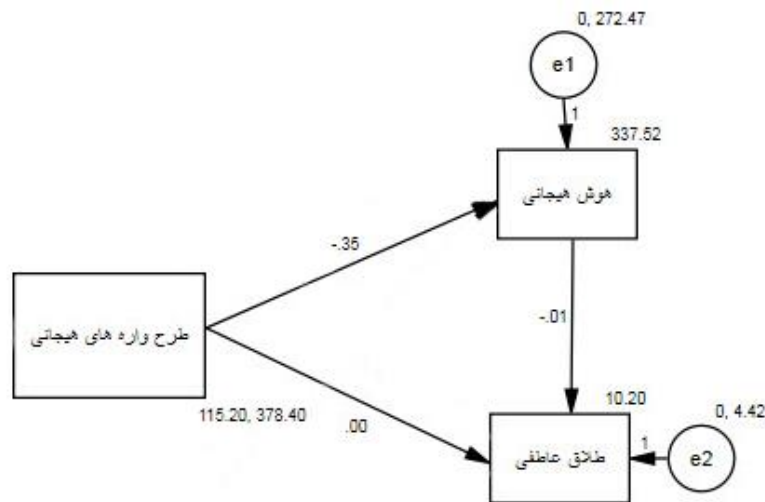 0, 272.47
e1
1
337.52
هوش هیجانی
-.35
طرح واره های هیجانی
-.01
115.20, 378.40
.00
10.20
0, 4.42
طلاق عاطفی
1
e2